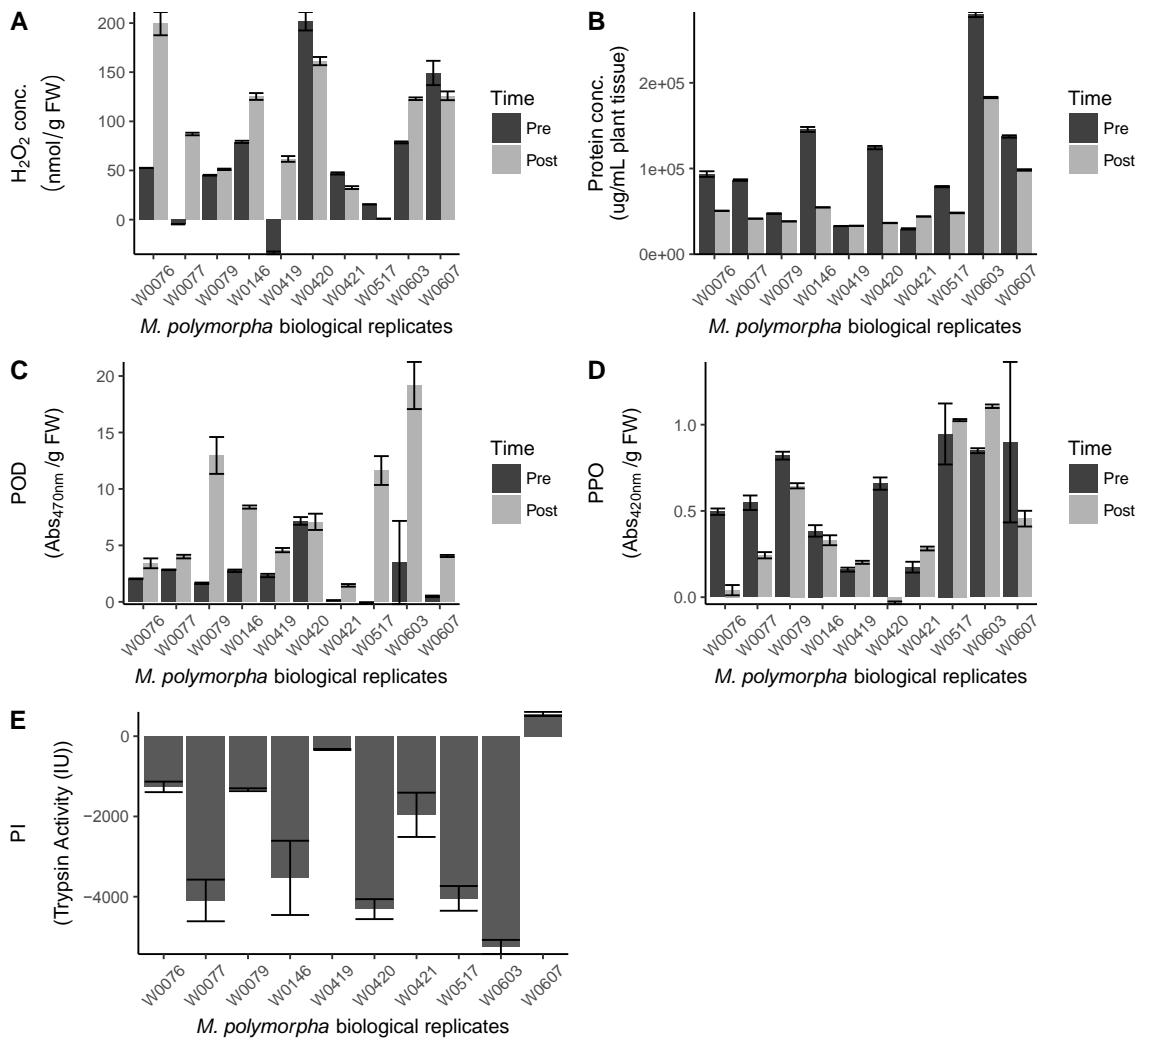 A
H2O2 conc.
(nmol/g FW)
200
150
100
50
0
W0076
W0077
W0079
W0146
W0419
W0420
W0421
W0517
W0603
W0607
M. polymorpha biological replicates
Time
Pre
Post
B
Protein conc.
(ug/mL plant tissue)
2e+05
1e+05
0e+00
W0076
W0077
W0079
W0146
W0419
W0420
W0421
W0517
W0603
W0607
M. polymorpha biological replicates
Time
Pre
Post
C
POD
(Abs470nm /g FW)
20
15
10
5
0
W0076
W0077
W0079
W0146
W0419
W0420
W0421
W0517
W0603
W0607
M. polymorpha biological replicates
Time
Pre
Post
D
PPO
(Abs420nm /g FW)
1.0
0.5
0.0
W0076
W0077
W0079
W0146
W0419
W0420
W0421
W0517
W0603
W0607
M. polymorpha biological replicates
Time
Pre
Post
E
PI
(Trypsin Activity (IU))
0
−2000
−4000
W0076
W0077
W0079
W0146
W0419
W0420
W0421
W0517
W0603
W0607
M. polymorpha biological replicates